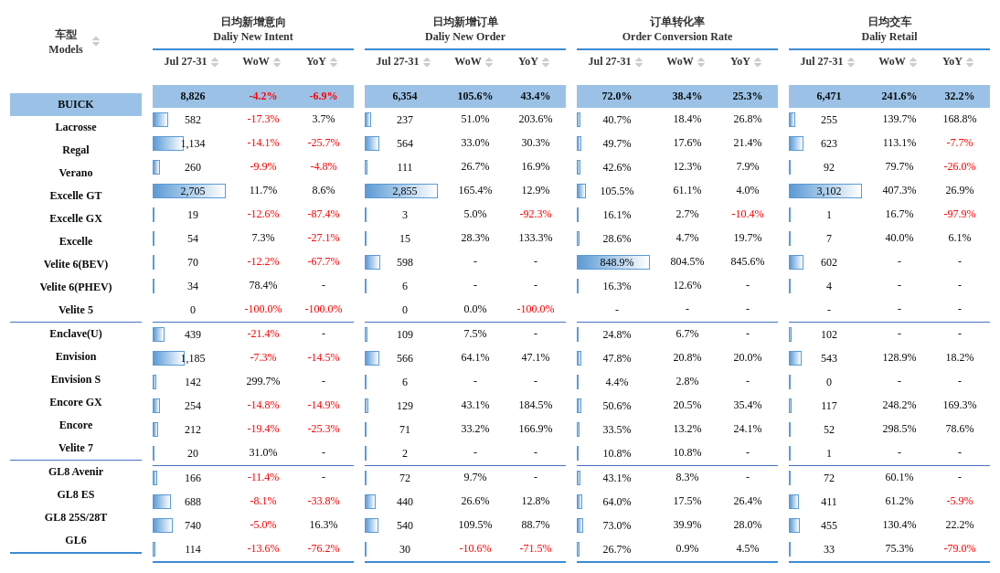 车型 日均新增意向 日均新增订单 订单转化率 日均交车
Models Daliy New Intent Daliy New Order Order Conversion Rate Daliy Retail
Jul 27-31 WoW YoY Jul 27-31 WoW YoY Jul 27-31 WoW YoY Jul 27-31 WoW YoY
BUICK 8,826 -4.2% -6.9% 6,354 105.6% 43.4% 72.0% 38.4% 25.3% 6,471 241.6% 32.2%
Lacrosse 582 -17.3% 3.7% 237 51.0% 203.6% 40.7% 18.4% 26.8% 255 139.7% 168.8%
Regal 1,134 -14.1% -25.7% 564 33.0% 30.3% 49.7% 17.6% 21.4% 623 113.1% -7.7%
Verano 260 -9.9% -4.8% 111 26.7% 16.9% 42.6% 12.3% 7.9% 92 79.7% -26.0%
Excelle GT 2,705 11.7% 8.6% 2,855 165.4% 12.9% 105.5% 61.1% 4.0% 3,102 407.3% 26.9%
Excelle GX 19 -12.6% -87.4% 3 5.0% -92.3% 16.1% 2.7% -10.4% 1 16.7% -97.9%
Excelle 54 7.3% -27.1% 15 28.3% 133.3% 28.6% 4.7% 19.7% 7 40.0% 6.1%
Velite 6(BEV) 70 -12.2% -67.7% 598 - - 848.9% 804.5% 845.6% 602 - -
Velite 6(PHEV) 34 78.4% - 6 - - 16.3% 12.6% - 4 - -
Velite 5 0 -100.0% -100.0% 0 0.0% -100.0% - - - - - -
Enclave(U) 439 -21.4% - 109 7.5% - 24.8% 6.7% - 102 - -
Envision 1,185 -7.3% -14.5% 566 64.1% 47.1% 47.8% 20.8% 20.0% 543 128.9% 18.2%
Envision S 142 299.7% - 6 - - 4.4% 2.8% - 0 - -
Encore GX 254 -14.8% -14.9% 129 43.1% 184.5% 50.6% 20.5% 35.4% 117 248.2% 169.3%
Encore 212 -19.4% -25.3% 71 33.2% 166.9% 33.5% 13.2% 24.1% 52 298.5% 78.6%
Velite 7 20 31.0% - 2 - - 10.8% 10.8% - 1 - -
GL8 Avenir 166 -11.4% - 72 9.7% - 43.1% 8.3% - 72 60.1% -
GL8 ES 688 -8.1% -33.8% 440 26.6% 12.8% 64.0% 17.5% 26.4% 411 61.2% -5.9%
GL8 25S/28T 740 -5.0% 16.3% 540 109.5% 88.7% 73.0% 39.9% 28.0% 455 130.4% 22.2%
GL6 114 -13.6% -76.2% 30 -10.6% -71.5% 26.7% 0.9% 4.5% 33 75.3% -79.0%